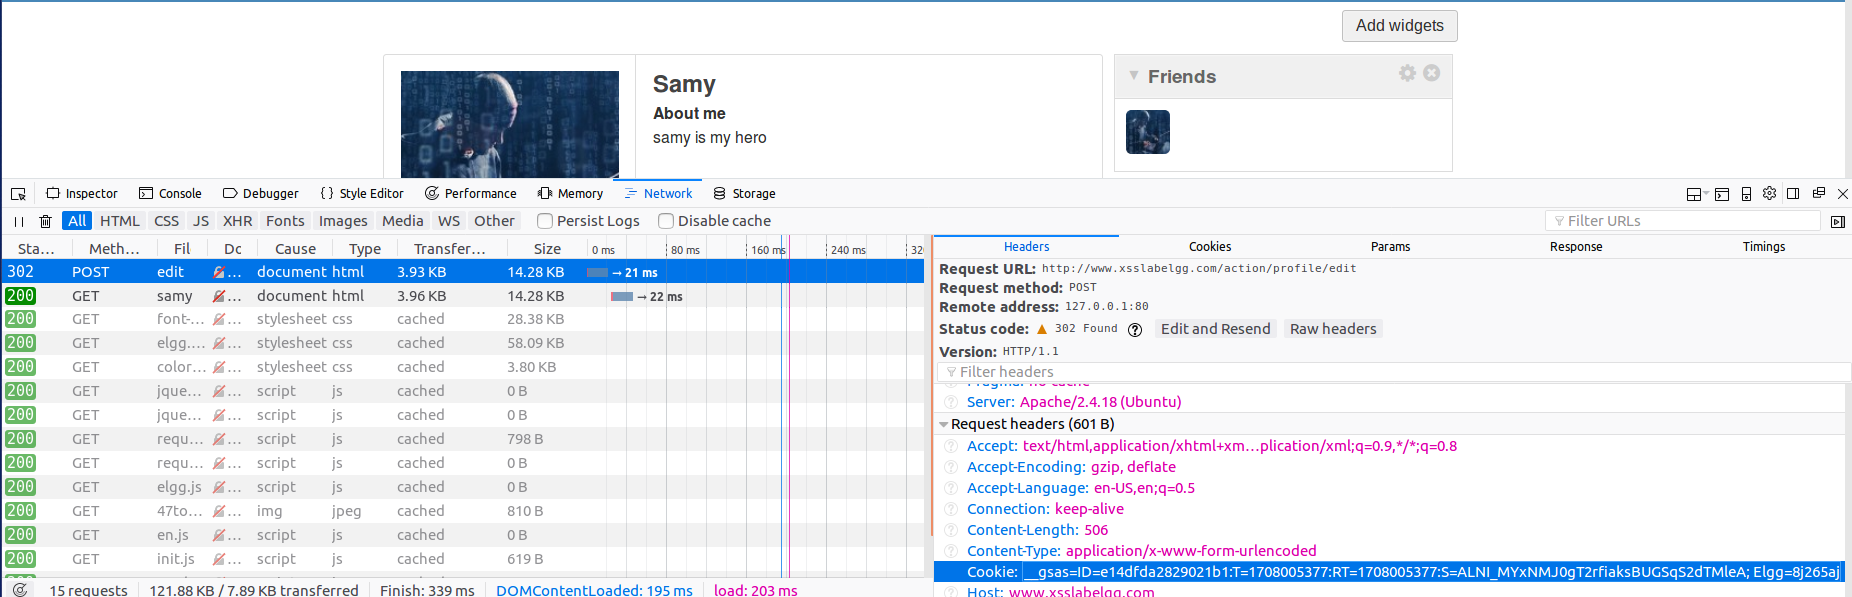 Add widgets
Samy
About me
samy is my hero
Friends
Inspector Console Debugger Style Editor Performance Memory Network Storage
All HTML CSS JS XHR Fonts Images Media WS Other Persist Logs Disable cache Filter URLs
Sta… Meth… Fil Dc Cause Type Transfer… Size 0 ms 80 ms 160 ms 240 ms 32
302 POST edit … document html 3.93 KB 14.28 KB → 21 ms
200 GET samy … document html 3.96 KB 14.28 KB → 22 ms
200 GET font-… … stylesheet css cached 28.38 KB
200 GET elgg.… … stylesheet css cached 58.09 KB
200 GET color… … stylesheet css cached 3.80 KB
200 GET jque… … script js cached 0 B
200 GET jque… … script js cached 0 B
200 GET requ… … script js cached 798 B
200 GET requ… … script js cached 0 B
200 GET elgg.js … script js cached 0 B
200 GET 47to… … img jpeg cached 810 B
200 GET en.js … script js cached 0 B
200 GET init.js … script js cached 619 B
15 requests 121.88 KB / 7.89 KB transferred Finish: 339 ms DOMContentLoaded: 195 ms load: 203 ms
Headers Cookies Params Response Timings
Request URL: http://www.xsslabelgg.com/action/profile/edit
Request method: POST
Remote address: 127.0.0.1:80
Status code: 302 Found Edit and Resend Raw headers
Version: HTTP/1.1
Filter headers
Pragma: no-cache
Server: Apache/2.4.18 (Ubuntu)
Request headers (601 B)
Accept: text/html,application/xhtml+xm…plication/xml;q=0.9,*/*;q=0.8
Accept-Encoding: gzip, deflate
Accept-Language: en-US,en;q=0.5
Connection: keep-alive
Content-Length: 506
Content-Type: application/x-www-form-urlencoded
Cookie: __gsas=ID=e14dfda2829021b1:T=1708005377:RT=1708005377:S=ALNI_MYxNMJ0gT2rfiaksBUGSqS2dTMleA; Elgg=8j265aj
Host: www.xsslabelgg.com